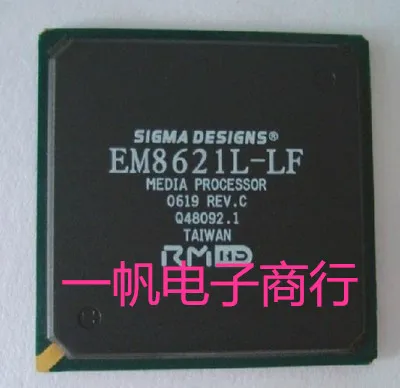 SIGMA DESIGNS®
EM8621L-LF
MEDIA PROCESSOR
0619 REV.C
Q48092.1
TAIWAN
RMHD
一帆电子商行